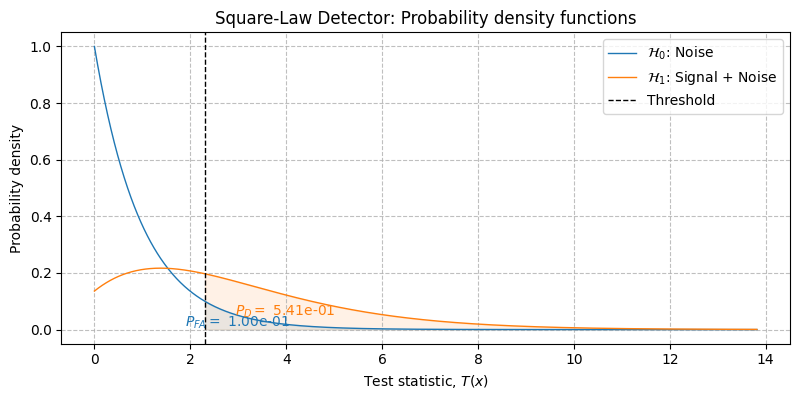 Square-Law Detector: Probability density functions
1.0
0.8
0.6
0.4
0.2
0.0
Probability density
ℋ₀: Noise
ℋ₁: Signal + Noise
Threshold
P_D = 5.41e-01
P_FA = 1.00e-01
0 2 4 6 8 10 12 14
Test statistic, T(x)